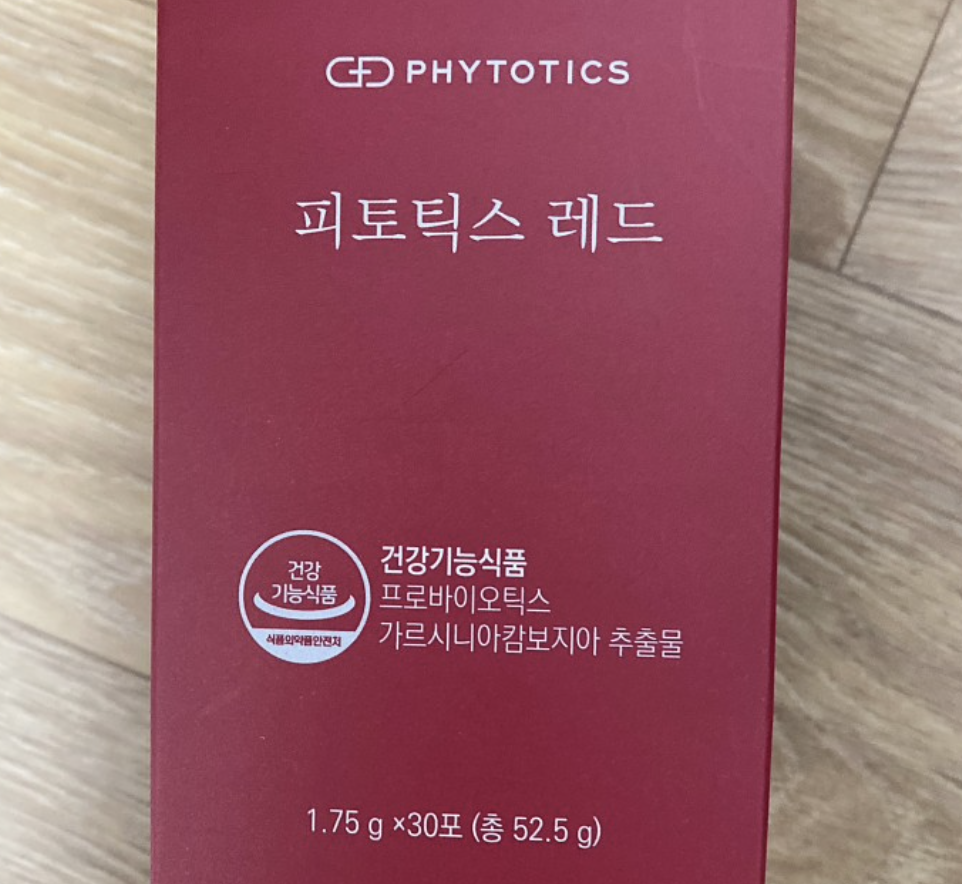 PHYTOTICS
피토틱스 레드
건강
기능식품
식품의약품안전처
건강기능식품
프로바이오틱스
가르시니아캄보지아 추출물
1.75 g ×30포 (총 52.5 g)